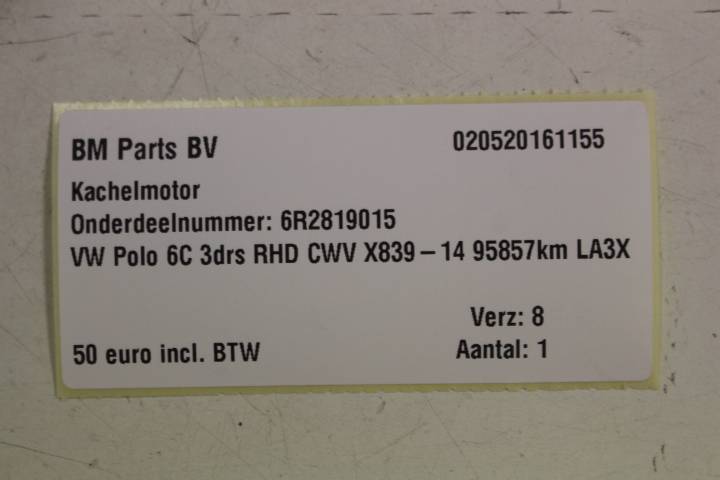 BM Parts BV 020520161155
Kachelmotor
Onderdeelnummer: 6R2819015
VW Polo 6C 3drs RHD CWV X839 – 14 95857km LA3X
Verz: 8
50 euro incl. BTW Aantal: 1